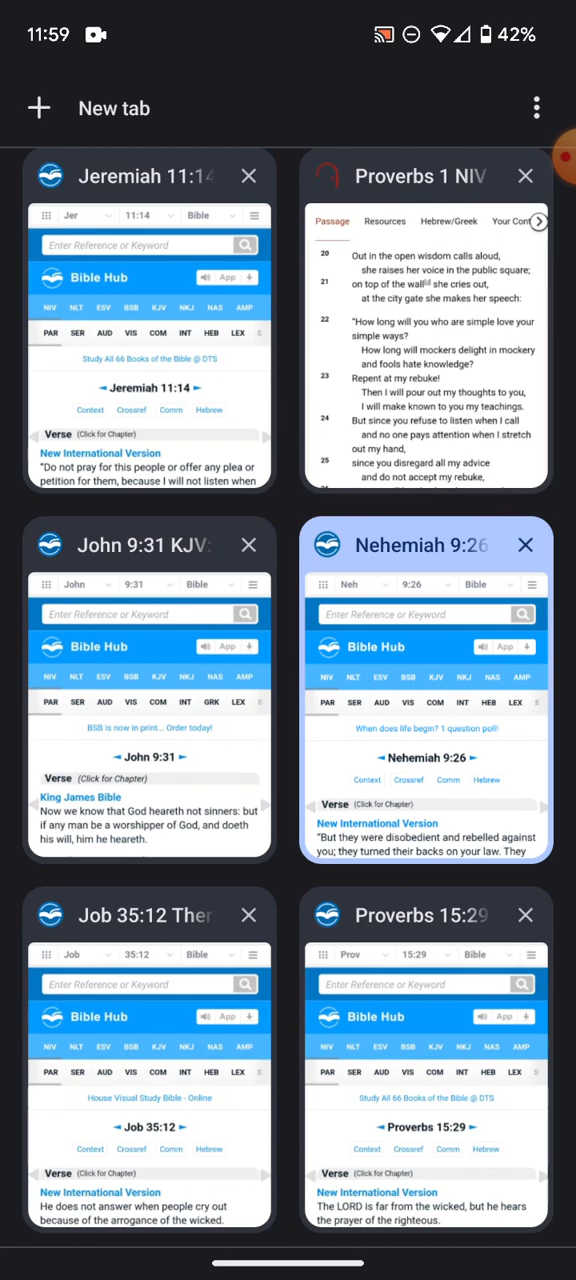 11:59
42%
New tab
Jeremiah 11:14
Jer 11:14 Bible
Enter Reference or Keyword
Bible Hub App
NIV NLT ESV BSB KJV NKJ NAS AMP
PAR SER AUD VIS COM INT HEB LEX
Study All 66 Books of the Bible @ DTS
Jeremiah 11:14
Context Crossref Comm Hebrew
Verse (Click for Chapter)
New International Version
“Do not pray for this people or offer any plea or
petition for them, because I will not listen when
Proverbs 1 NIV
Passage Resources Hebrew/Greek Your Cont
20 Out in the open wisdom calls aloud,
she raises her voice in the public square;
21 on top of the wall she cries out,
at the city gate she makes her speech:
22 “How long will you who are simple love your
simple ways?
How long will mockers delight in mockery
and fools hate knowledge?
23 Repent at my rebuke!
Then I will pour out my thoughts to you,
I will make known to you my teachings.
24 But since you refuse to listen when I call
and no one pays attention when I stretch
out my hand,
25 since you disregard all my advice
and do not accept my rebuke,
John 9:31 KJV:
John 9:31 Bible
Enter Reference or Keyword
Bible Hub App
NIV NLT ESV BSB KJV NKJ NAS AMP
PAR SER AUD VIS COM INT GRK LEX
BSB is now in print... Order today!
John 9:31
Verse (Click for Chapter)
King James Bible
Now we know that God heareth not sinners: but
if any man be a worshipper of God, and doeth
his will, him he heareth.
Nehemiah 9:26
Neh 9:26 Bible
Enter Reference or Keyword
Bible Hub App
NIV NLT ESV BSB KJV NKJ NAS AMP
PAR SER AUD VIS COM INT HEB LEX
When does life begin? 1 question poll!
Nehemiah 9:26
Context Crossref Comm Hebrew
Verse (Click for Chapter)
New International Version
“But they were disobedient and rebelled against
you; they turned their backs on your law. They
Job 35:12 Ther
Job 35:12 Bible
Enter Reference or Keyword
Bible Hub App
NIV NLT ESV BSB KJV NKJ NAS AMP
PAR SER AUD VIS COM INT HEB LEX
House Visual Study Bible - Online
Job 35:12
Context Crossref Comm Hebrew
Verse (Click for Chapter)
New International Version
He does not answer when people cry out
because of the arrogance of the wicked.
Proverbs 15:29
Prov 15:29 Bible
Enter Reference or Keyword
Bible Hub App
NIV NLT ESV BSB KJV NKJ NAS AMP
PAR SER AUD VIS COM INT HEB LEX
Study All 66 Books of the Bible @ DTS
Proverbs 15:29
Context Crossref Comm Hebrew
Verse (Click for Chapter)
New International Version
The LORD is far from the wicked, but he hears
the prayer of the righteous.